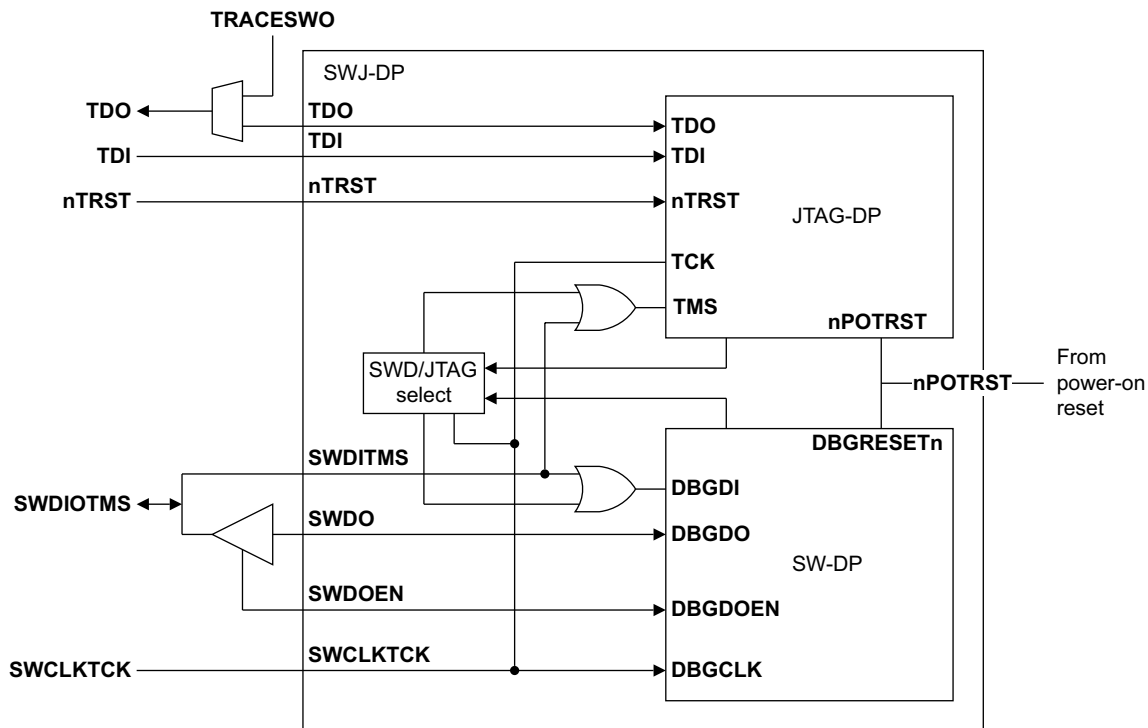 TRACESWO
SWJ-DP
TDO
TDO
TDO
TDI
TDI
TDI
nTRST
nTRST
nTRST
JTAG-DP
TCK
TMS
nPOTRST
SWD/JTAG
select
nPOTRST
From
power-on
reset
DBGRESETn
SWDITMS
DBGDI
SWDIOTMS
SWDO
DBGDO
SW-DP
SWDOEN
DBGDOEN
SWCLKTCK
SWCLKTCK
DBGCLK